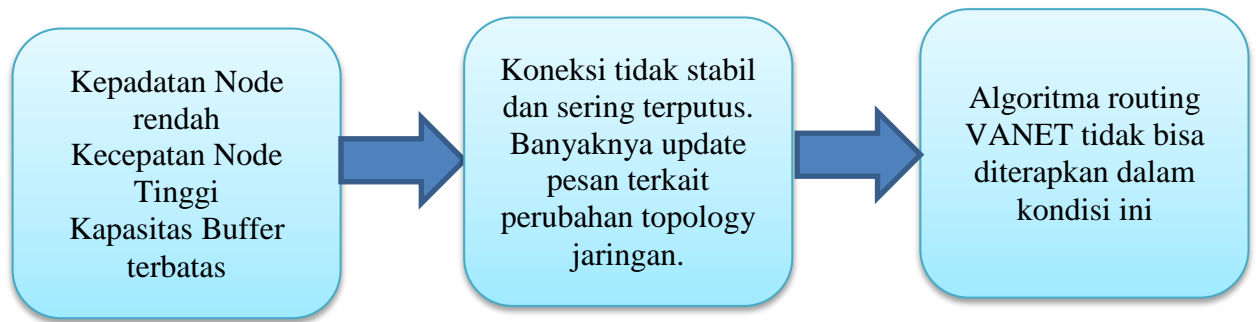 Kepadatan Node
rendah
Kecepatan Node
Tinggi
Kapasitas Buffer
terbatas
Koneksi tidak stabil
dan sering terputus.
Banyaknya update
pesan terkait
perubahan topology
jaringan.
Algoritma routing
VANET tidak bisa
diterapkan dalam
kondisi ini